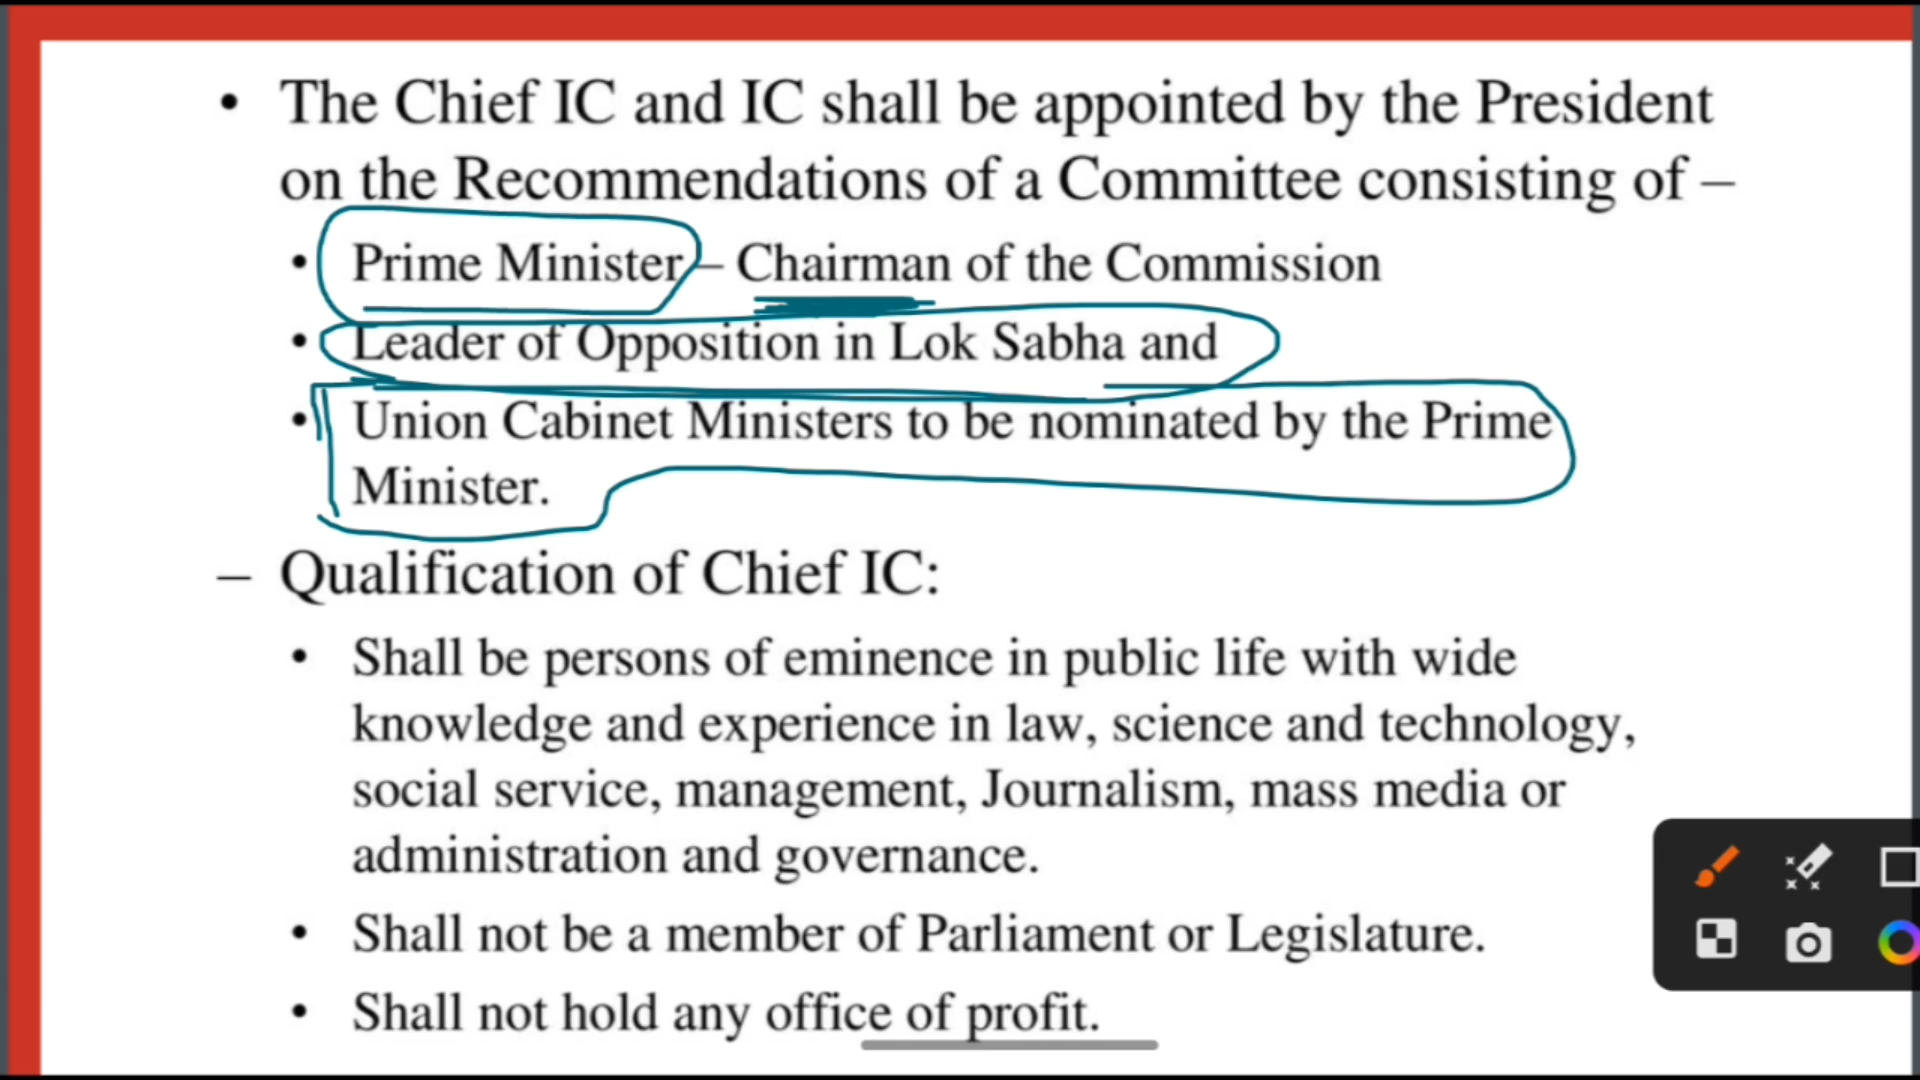 • The Chief IC and IC shall be appointed by the President
on the Recommendations of a Committee consisting of –
• Prime Minister – Chairman of the Commission
• Leader of Opposition in Lok Sabha and
• Union Cabinet Ministers to be nominated by the Prime
Minister.
– Qualification of Chief IC:
• Shall be persons of eminence in public life with wide
knowledge and experience in law, science and technology,
social service, management, Journalism, mass media or
administration and governance.
• Shall not be a member of Parliament or Legislature.
• Shall not hold any office of profit.